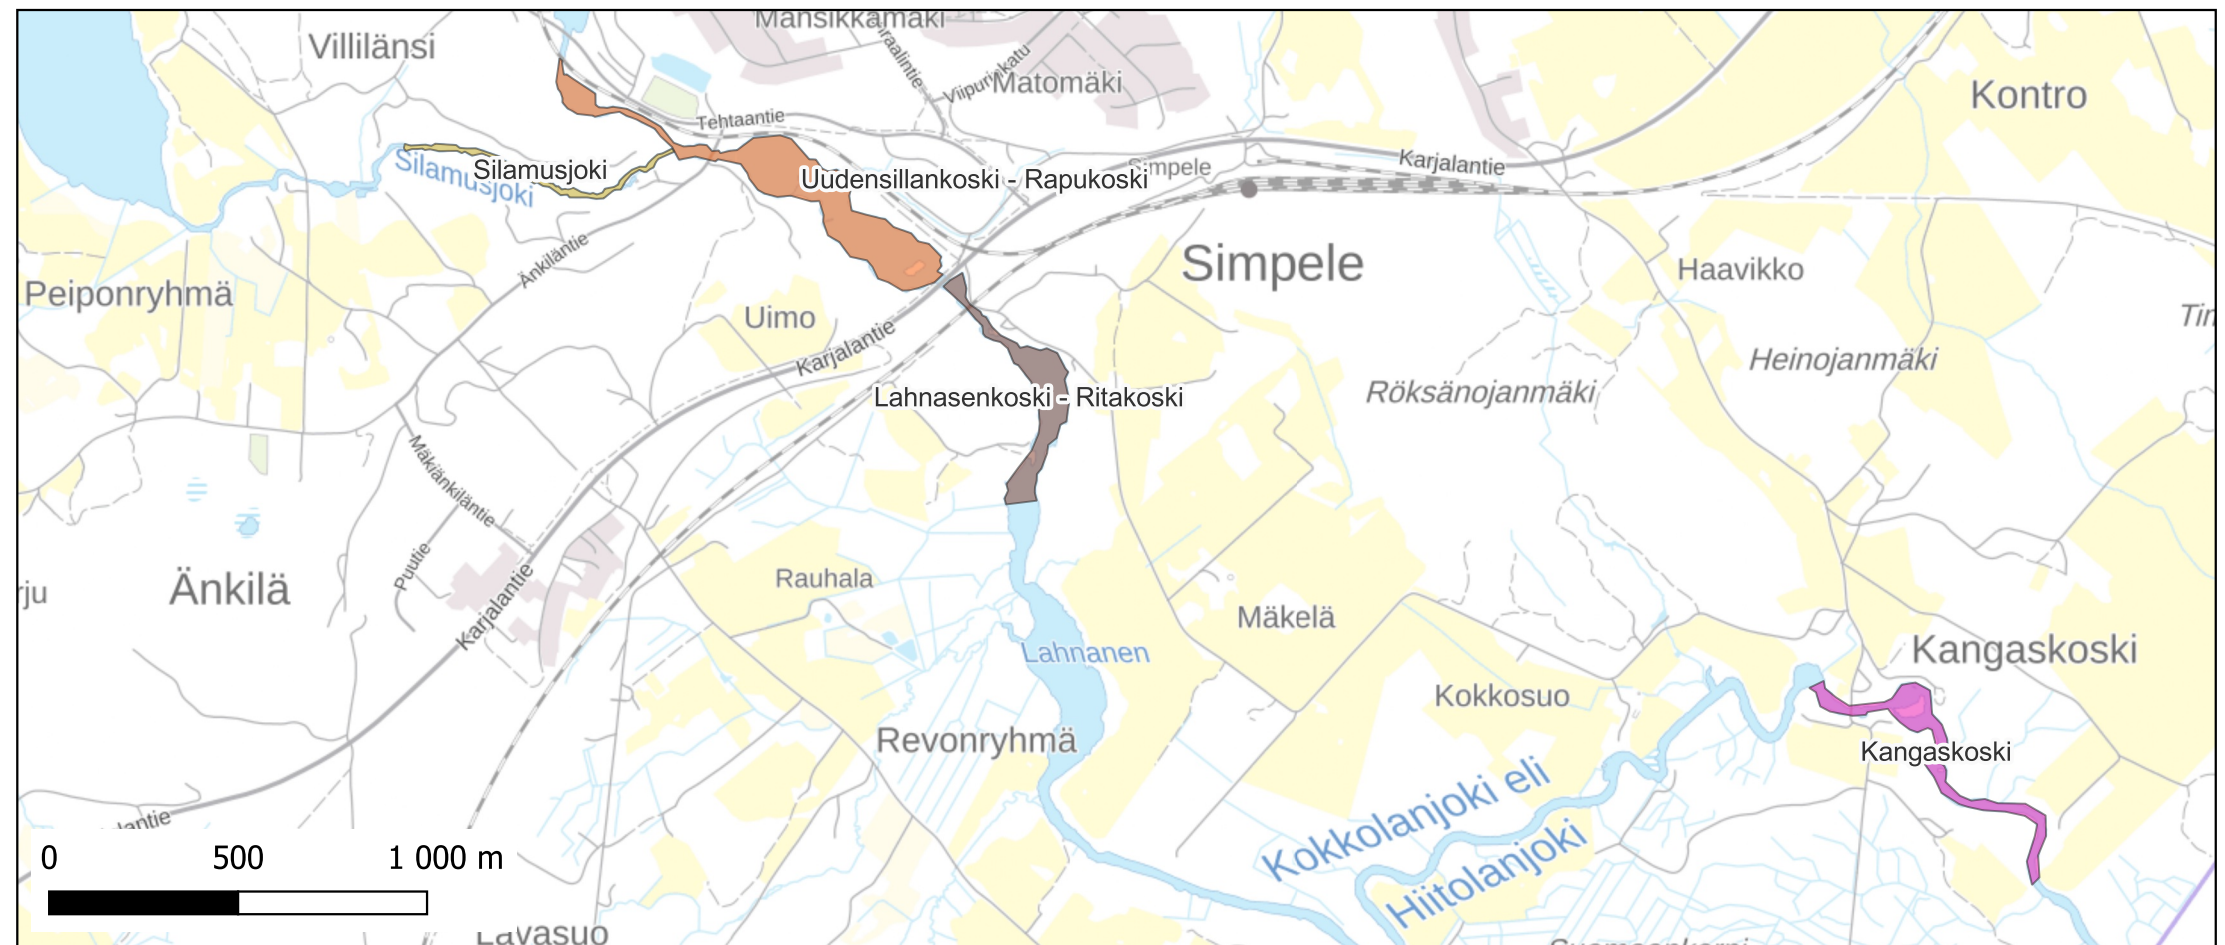 Mansikkamäki
Villilänsi
Viipurinkatu
Matomäki
Kontro
Tehtaantie
Silamusjoki
Silamusjoki
Uudensillankoski - Rapukoski
Simpele
Karjalantie
Änkiläntie
Simpele
Haavikko
Peiponryhmä
Uimo
Karjalantie
Heinojanmäki
Röksänojanmäki
Lahnasenkoski - Ritakoski
Mäkiänkiläntie
Puutie
Änkilä
Karjalantie
Rauhala
Mäkelä
Lahnanen
Kangaskoski
Kokkosuo
Revonryhmä
Kangaskoski
Kokkolanjoki eli
Hiitolanjoki
0 500 1 000 m
Lavasuo